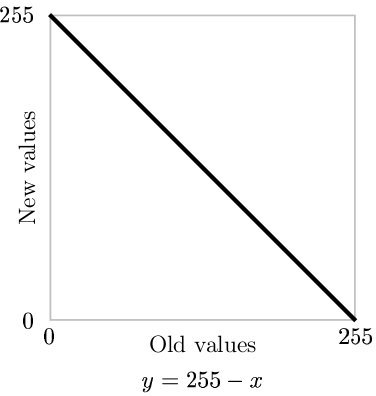 255
New values
0
0
255
Old values
y = 255 − x